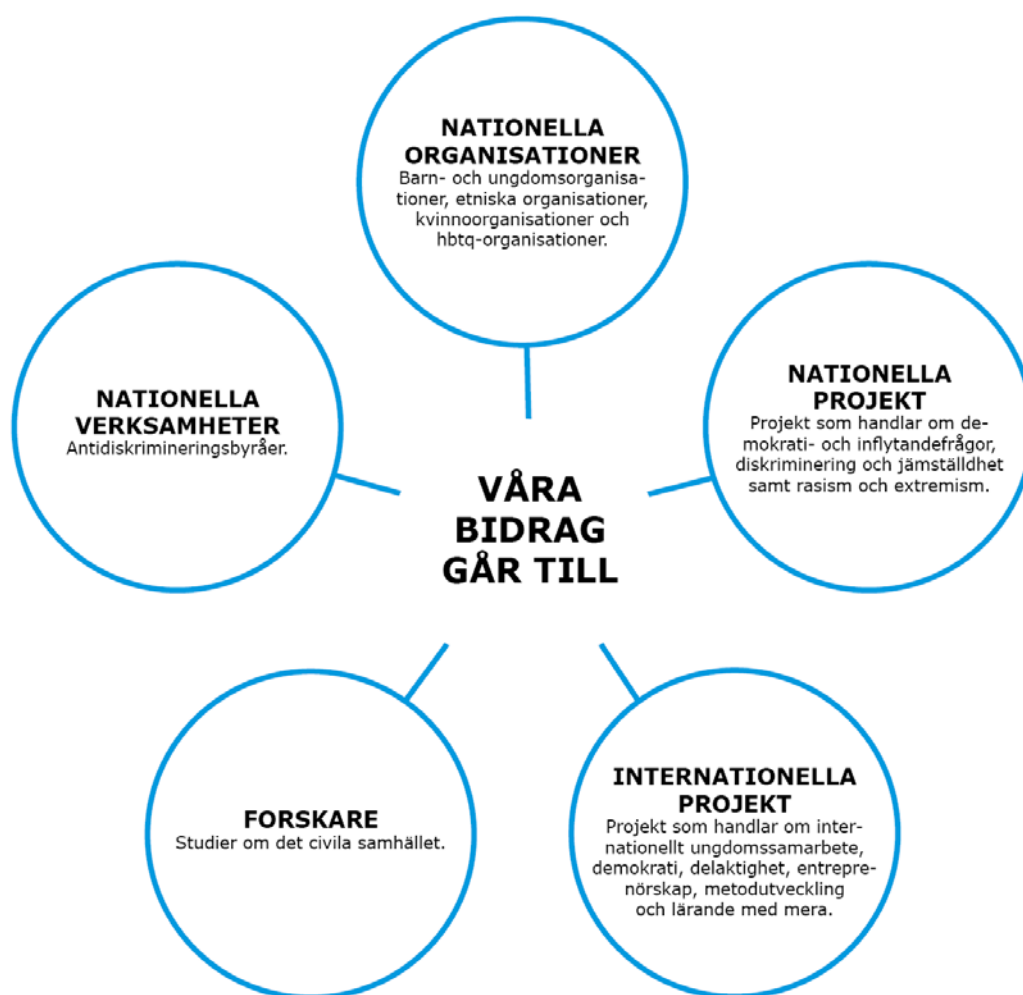 NATIONELLA
ORGANISATIONER
Barn- och ungdomsorganisa-
tioner, etniska organisationer,
kvinnoorganisationer och
hbtq-organisationer.
NATIONELLA
VERKSAMHETER
Antidiskrimineringsbyråer.
NATIONELLA
PROJEKT
Projekt som handlar om de-
mokrati- och inflytandefrågor,
diskriminering och jämställdhet
samt rasism och extremism.
VÅRA
BIDRAG
GÅR TILL
FORSKARE
Studier om det civila samhället.
INTERNATIONELLA
PROJEKT
Projekt som handlar om inter-
nationellt ungdomssamarbete,
demokrati, delaktighet, entrepre-
nörskap, metodutveckling
och lärande med mera.